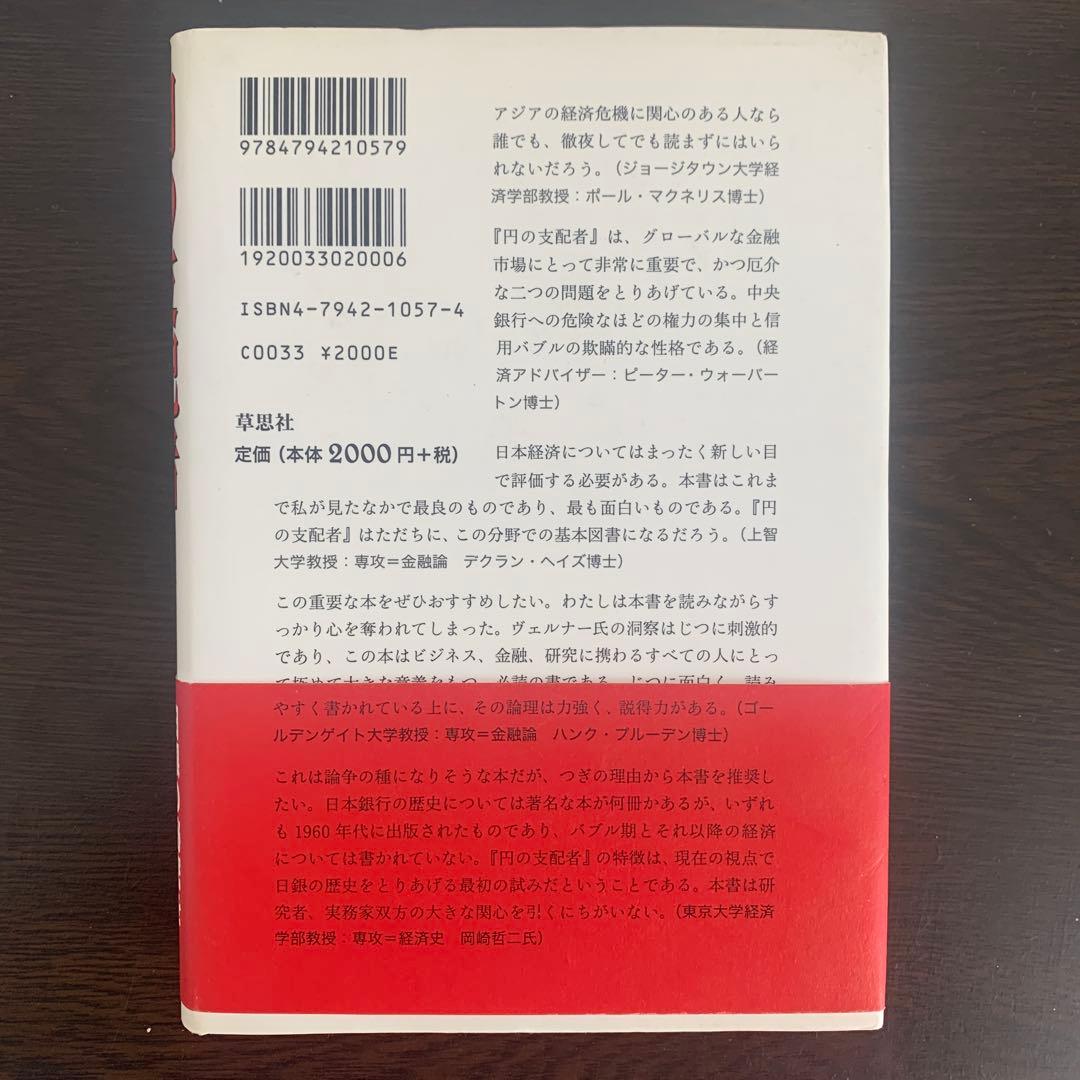 9784794210579
1920033020006
ISBN4-7942-1057-4
C0033 ¥2000E
草思社
定価(本体2000円+税)
アジアの経済危機に関心のある人なら
誰でも、徹夜してでも読まずにはいら
れないだろう。(ジョージタウン大学経
済学部教授:ポール・マクネリス博士)
『円の支配者』は、グローバルな金融
市場にとって非常に重要で、かつ厄介
な二つの問題をとりあげている。中央
銀行への危険なほどの権力の集中と信
用バブルの欺瞞的な性格である。(経
済アドバイザー:ピーター・ウォーバー
トン博士)
日本経済についてはまったく新しい目
で評価する必要がある。本書はこれま
で私が見たなかで最良のものであり、最も面白いものである。『円
の支配者』はただちに、この分野での基本図書になるだろう。(上智
大学教授:専攻=金融論 デクラン・ヘイズ博士)
この重要な本をぜひおすすめしたい。わたしは本書を読みながらす
っかり心を奪われてしまった。ヴェルナー氏の洞察はじつに刺激的
であり、この本はビジネス、金融、研究に携わるすべての人にとっ
て極めて大きな意義をもつ、必読の書である。じつに面白く、読み
やすく書かれている上に、その論理は力強く、説得力がある。(ゴー
ルデンゲイト大学教授:専攻=金融論 ハンク・プルーデン博士)
これは論争の種になりそうな本だが、つぎの理由から本書を推奨し
たい。日本銀行の歴史については著名な本が何冊かあるが、いずれ
も1960年代に出版されたものであり、バブル期とそれ以降の経済
については書かれていない。『円の支配者』の特徴は、現在の視点で
日銀の歴史をとりあげる最初の試みだということである。本書は研
究者、実務家双方の大きな関心を引くにちがいない。(東京大学経済
学部教授:専攻=経済史 岡崎哲二氏)